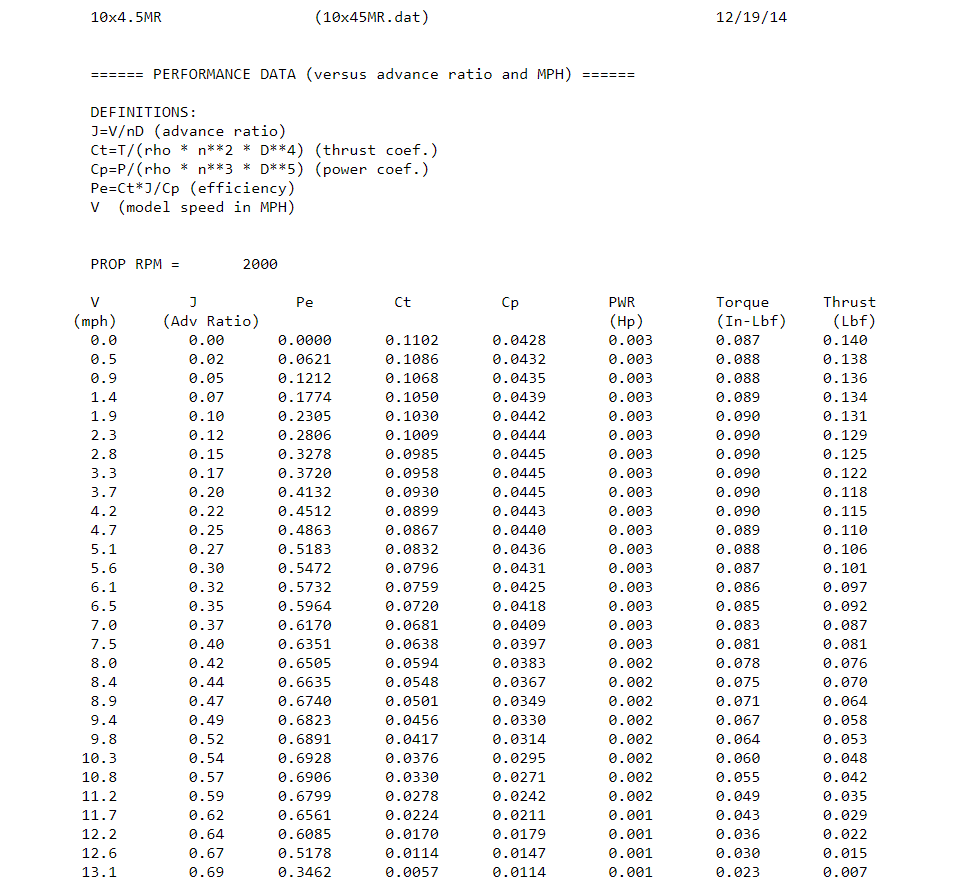 10x4.5MR (10x45MR.dat) 12/19/14
====== PERFORMANCE DATA (versus advance ratio and MPH) ======
DEFINITIONS:
J=V/nD (advance ratio)
Ct=T/(rho * n**2 * D**4) (thrust coef.)
Cp=P/(rho * n**3 * D**5) (power coef.)
Pe=Ct*J/Cp (efficiency)
V (model speed in MPH)
PROP RPM = 2000
V J Pe Ct Cp PWR Torque Thrust
(mph) (Adv Ratio) (Hp) (In-Lbf) (Lbf)
0.0 0.00 0.0000 0.1102 0.0428 0.003 0.087 0.140
0.5 0.02 0.0621 0.1086 0.0432 0.003 0.088 0.138
0.9 0.05 0.1212 0.1068 0.0435 0.003 0.088 0.136
1.4 0.07 0.1774 0.1050 0.0439 0.003 0.089 0.134
1.9 0.10 0.2305 0.1030 0.0442 0.003 0.090 0.131
2.3 0.12 0.2806 0.1009 0.0444 0.003 0.090 0.129
2.8 0.15 0.3278 0.0985 0.0445 0.003 0.090 0.125
3.3 0.17 0.3720 0.0958 0.0445 0.003 0.090 0.122
3.7 0.20 0.4132 0.0930 0.0445 0.003 0.090 0.118
4.2 0.22 0.4512 0.0899 0.0443 0.003 0.090 0.115
4.7 0.25 0.4863 0.0867 0.0440 0.003 0.089 0.110
5.1 0.27 0.5183 0.0832 0.0436 0.003 0.088 0.106
5.6 0.30 0.5472 0.0796 0.0431 0.003 0.087 0.101
6.1 0.32 0.5732 0.0759 0.0425 0.003 0.086 0.097
6.5 0.35 0.5964 0.0720 0.0418 0.003 0.085 0.092
7.0 0.37 0.6170 0.0681 0.0409 0.003 0.083 0.087
7.5 0.40 0.6351 0.0638 0.0397 0.003 0.081 0.081
8.0 0.42 0.6505 0.0594 0.0383 0.002 0.078 0.076
8.4 0.44 0.6635 0.0548 0.0367 0.002 0.075 0.070
8.9 0.47 0.6740 0.0501 0.0349 0.002 0.071 0.064
9.4 0.49 0.6823 0.0456 0.0330 0.002 0.067 0.058
9.8 0.52 0.6891 0.0417 0.0314 0.002 0.064 0.053
10.3 0.54 0.6928 0.0376 0.0295 0.002 0.060 0.048
10.8 0.57 0.6906 0.0330 0.0271 0.002 0.055 0.042
11.2 0.59 0.6799 0.0278 0.0242 0.002 0.049 0.035
11.7 0.62 0.6561 0.0224 0.0211 0.001 0.043 0.029
12.2 0.64 0.6085 0.0170 0.0179 0.001 0.036 0.022
12.6 0.67 0.5178 0.0114 0.0147 0.001 0.030 0.015
13.1 0.69 0.3462 0.0057 0.0114 0.001 0.023 0.007